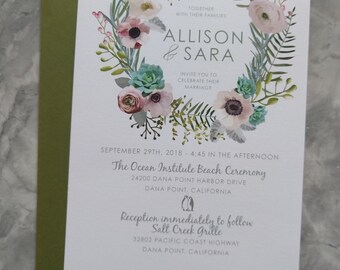 TOGETHER
WITH THEIR FAMILIES
ALLISON
& SARA
INVITE YOU TO
CELEBRATE THEIR
MARRIAGE
SEPTEMBER 29TH, 2018 - 4:45 IN THE AFTERNOON
The Ocean Institute Beach Ceremony
24200 DANA POINT HARBOR DRIVE
DANA POINT, CALIFORNIA
Reception immediately to follow
Salt Creek Grille
32802 PACIFIC COAST HIGHWAY
DANA POINT, CALIFORNIA